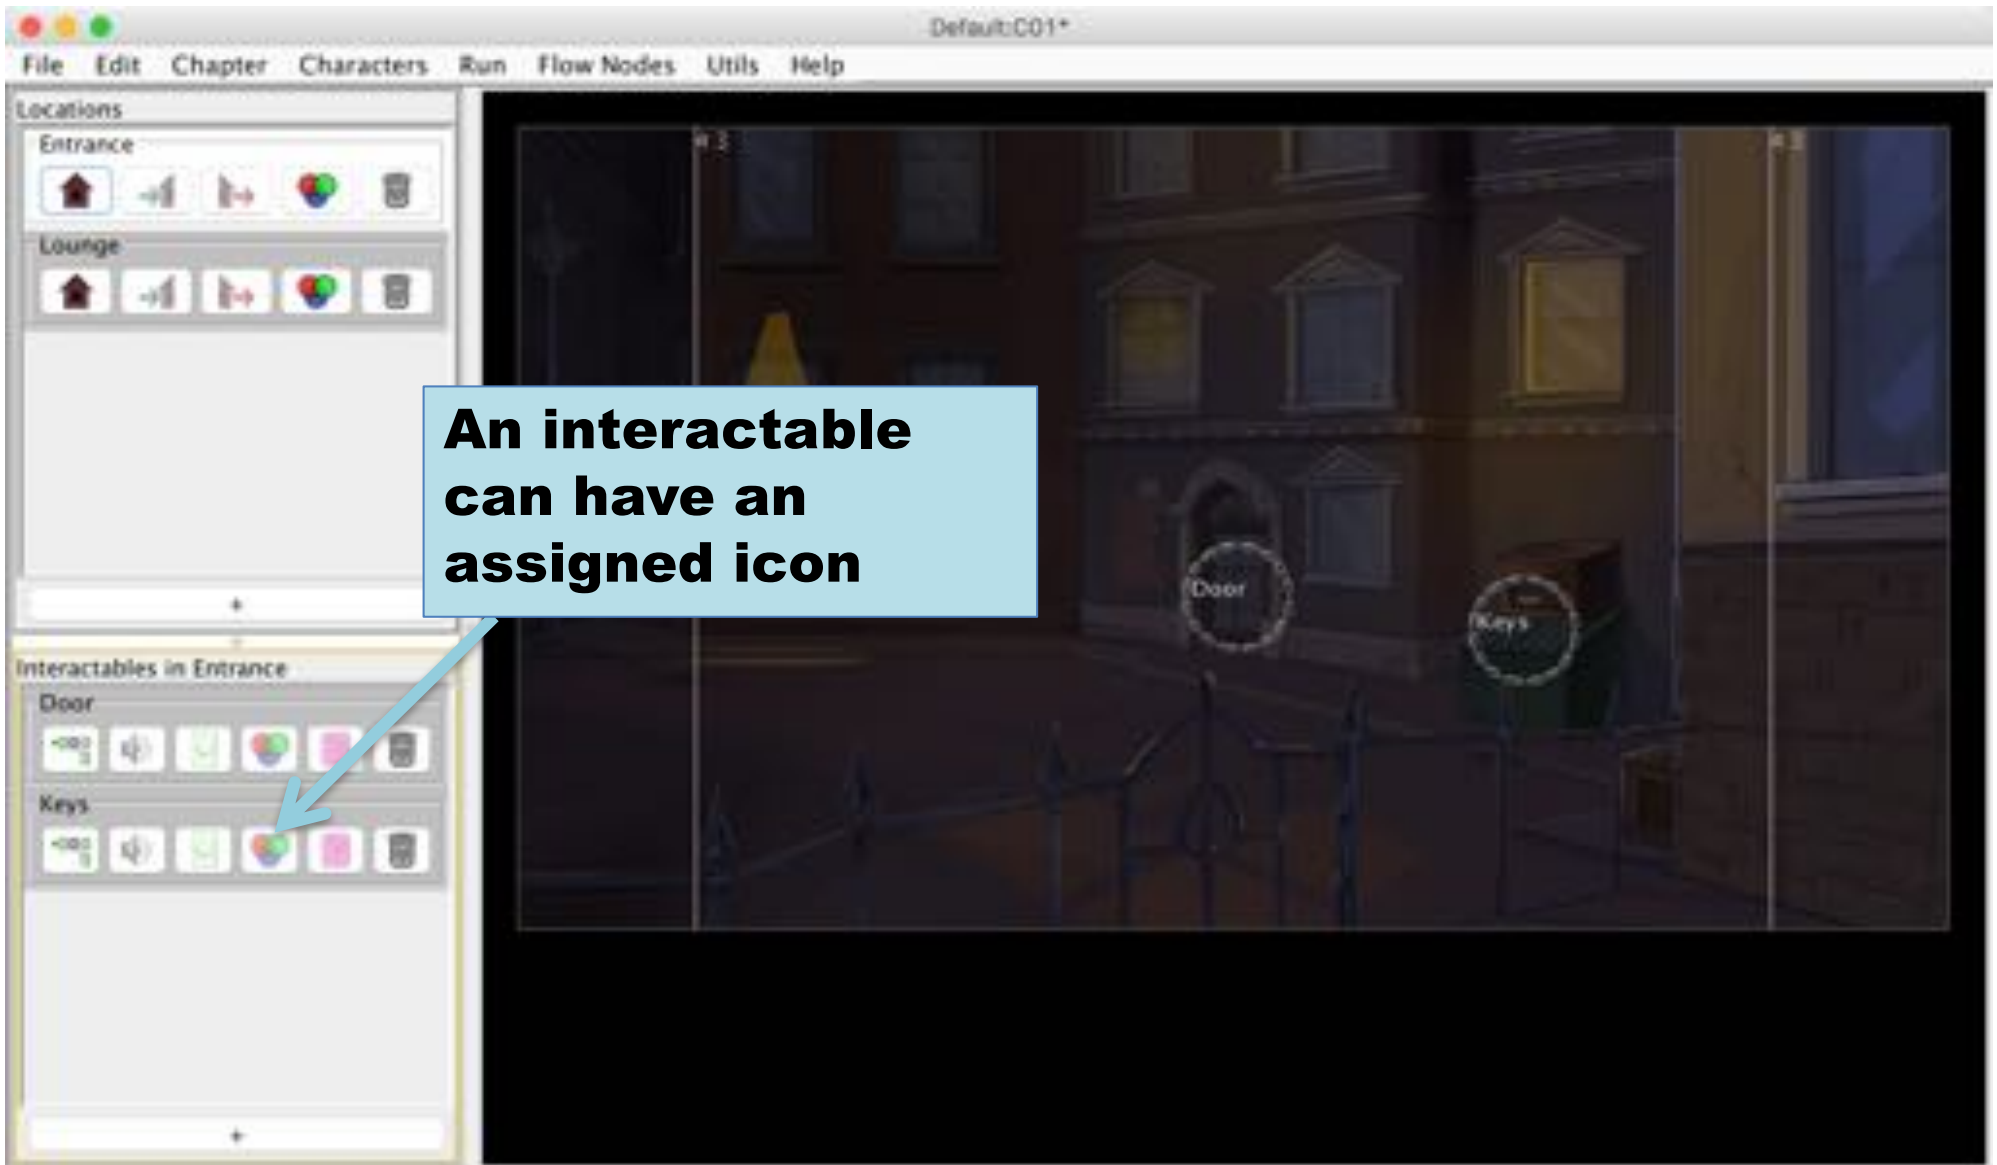 Default:C01*
File Edit Chapter Characters Run Flow Nodes Utils Help
Locations
Entrance
Lounge
+
An interactable
can have an
assigned icon
Door
Keys
Interactables in Entrance
Door
Keys
+